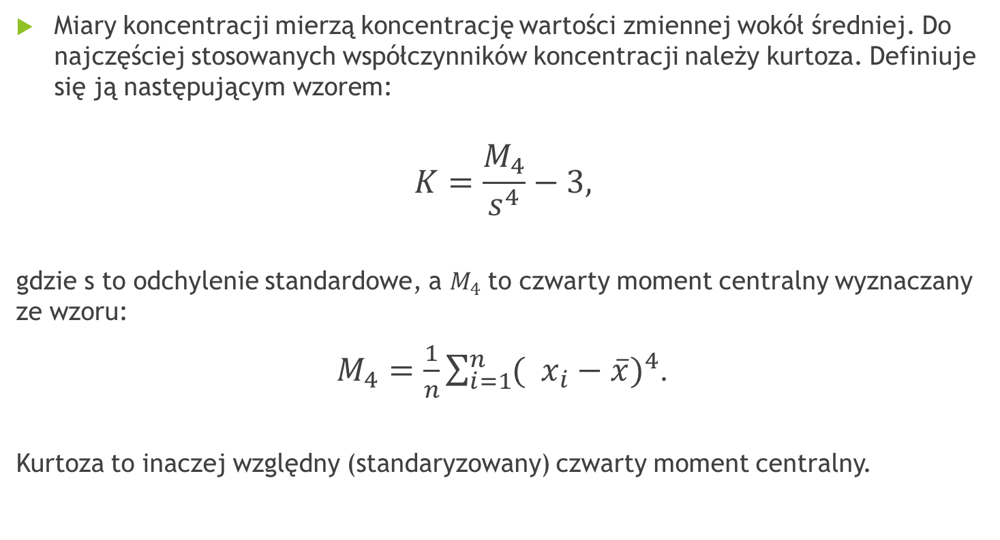 Miary koncentracji mierzą koncentrację wartości zmiennej wokół średniej. Do
najczęściej stosowanych współczynników koncentracji należy kurtoza. Definiuje
się ją następującym wzorem:
K = \frac{M_4}{s^4} − 3,
gdzie s to odchylenie standardowe, a M_4 to czwarty moment centralny wyznaczany
ze wzoru:
M_4 = \frac{1}{n} \sum_{i=1}^{n} ( x_i − \bar{x})^4.
Kurtoza to inaczej względny (standaryzowany) czwarty moment centralny.